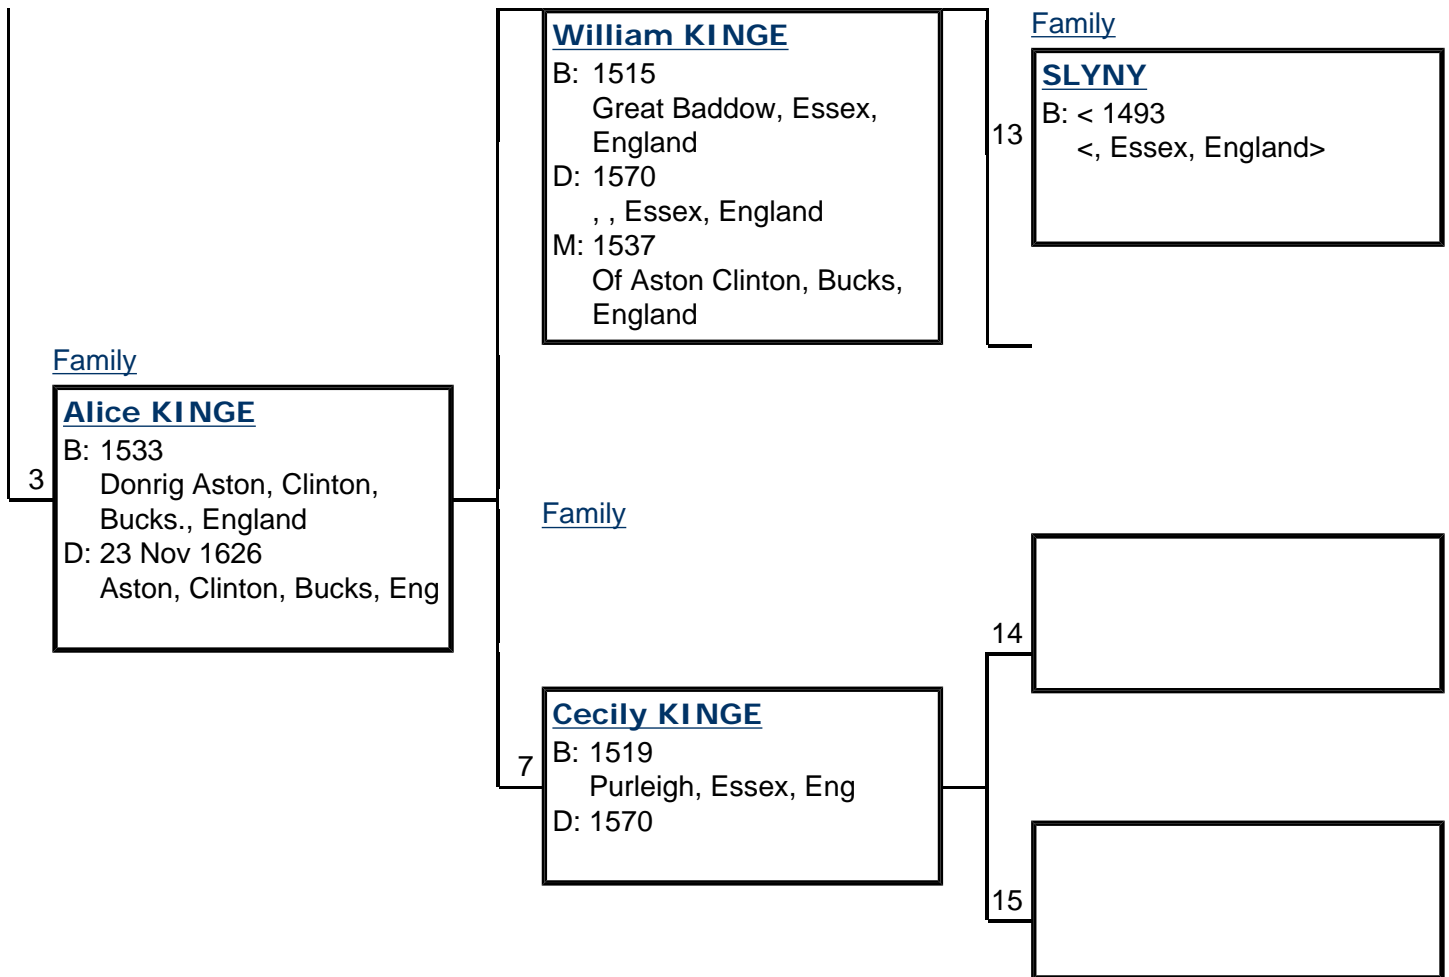 William KINGE
B: 1515
Great Baddow, Essex,
England
D: 1570
, , Essex, England
M: 1537
Of Aston Clinton, Bucks,
England
Family
13
SLYNY
B: < 1493
<, Essex, England>
Family
3
Alice KINGE
B: 1533
Donrig Aston, Clinton,
Bucks., England
D: 23 Nov 1626
Aston, Clinton, Bucks, Eng
Family
7
Cecily KINGE
B: 1519
Purleigh, Essex, Eng
D: 1570
14
15